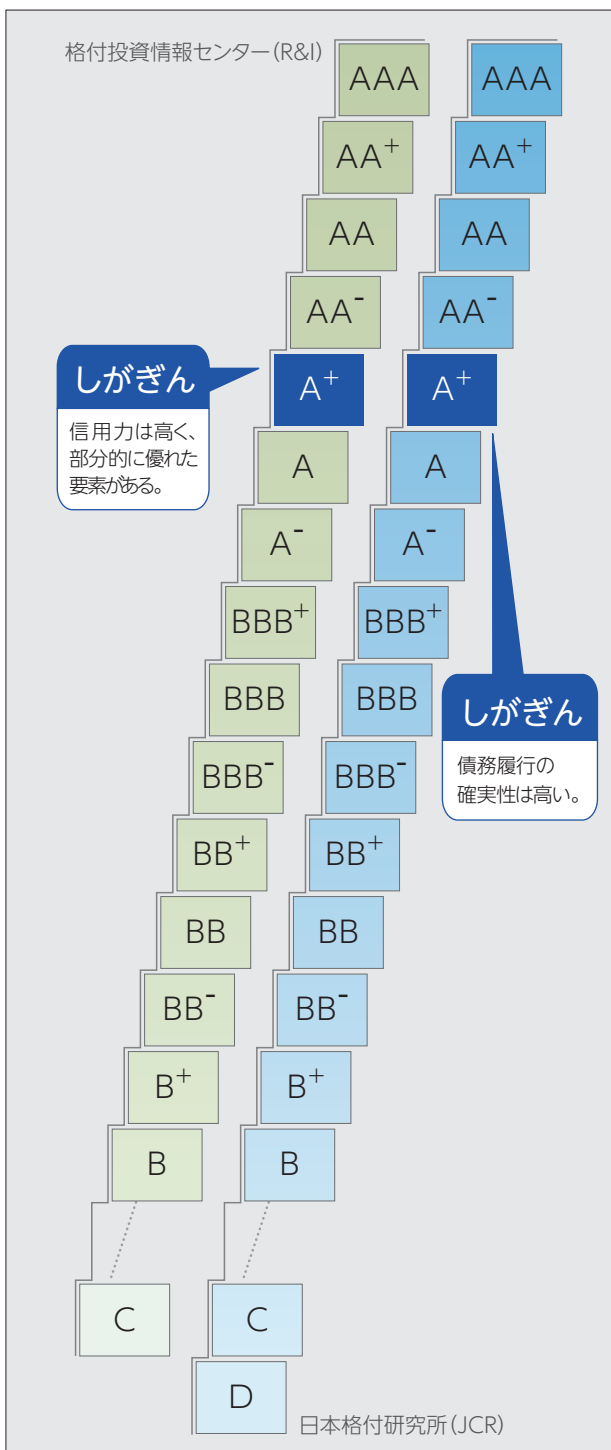 格付投資情報センター(R&I)
AAA AAA
AA+ AA+
AA AA
AA- AA-
しがぎん
信用力は高く、
部分的に優れた
要素がある。
A+ A+
A A
A- A-
BBB+ BBB+
BBB BBB
BBB- BBB-
しがぎん
債務履行の
確実性は高い。
BB+ BB+
BB BB
BB- BB-
B+ B+
B B
C C
D
日本格付研究所(JCR)